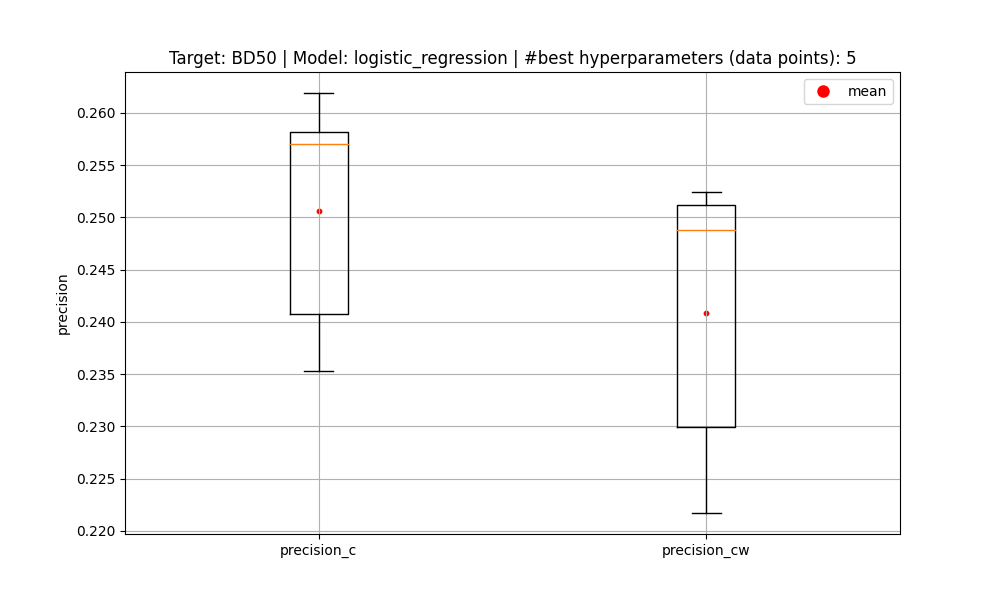 Target: BD50 | Model: logistic_regression | #best hyperparameters (data points): 5
mean
0.260
0.255
0.250
0.245
0.240
0.235
0.230
0.225
0.220
precision
precision_c
precision_cw